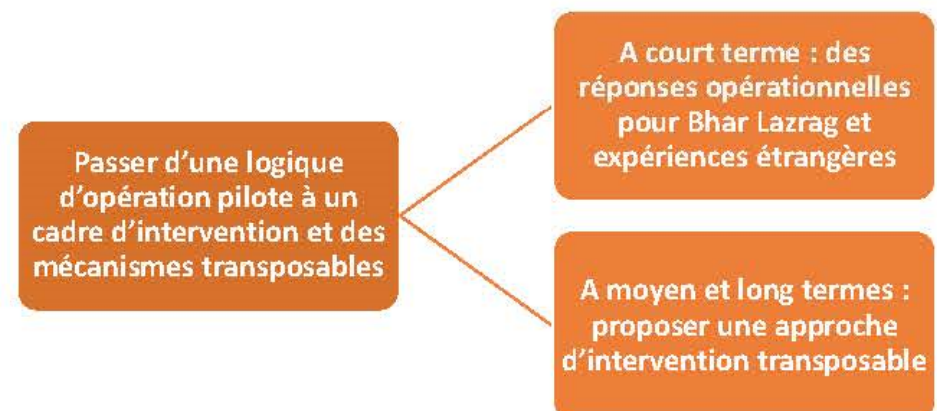 Passer d'une logique
d'opération pilote à un
cadre d'intervention et des
mécanismes transposables
A court terme : des
réponses opérationnelles
pour Bhar Lazrag et
expériences étrangères
A moyen et long termes :
proposer une approche
d'intervention transposable